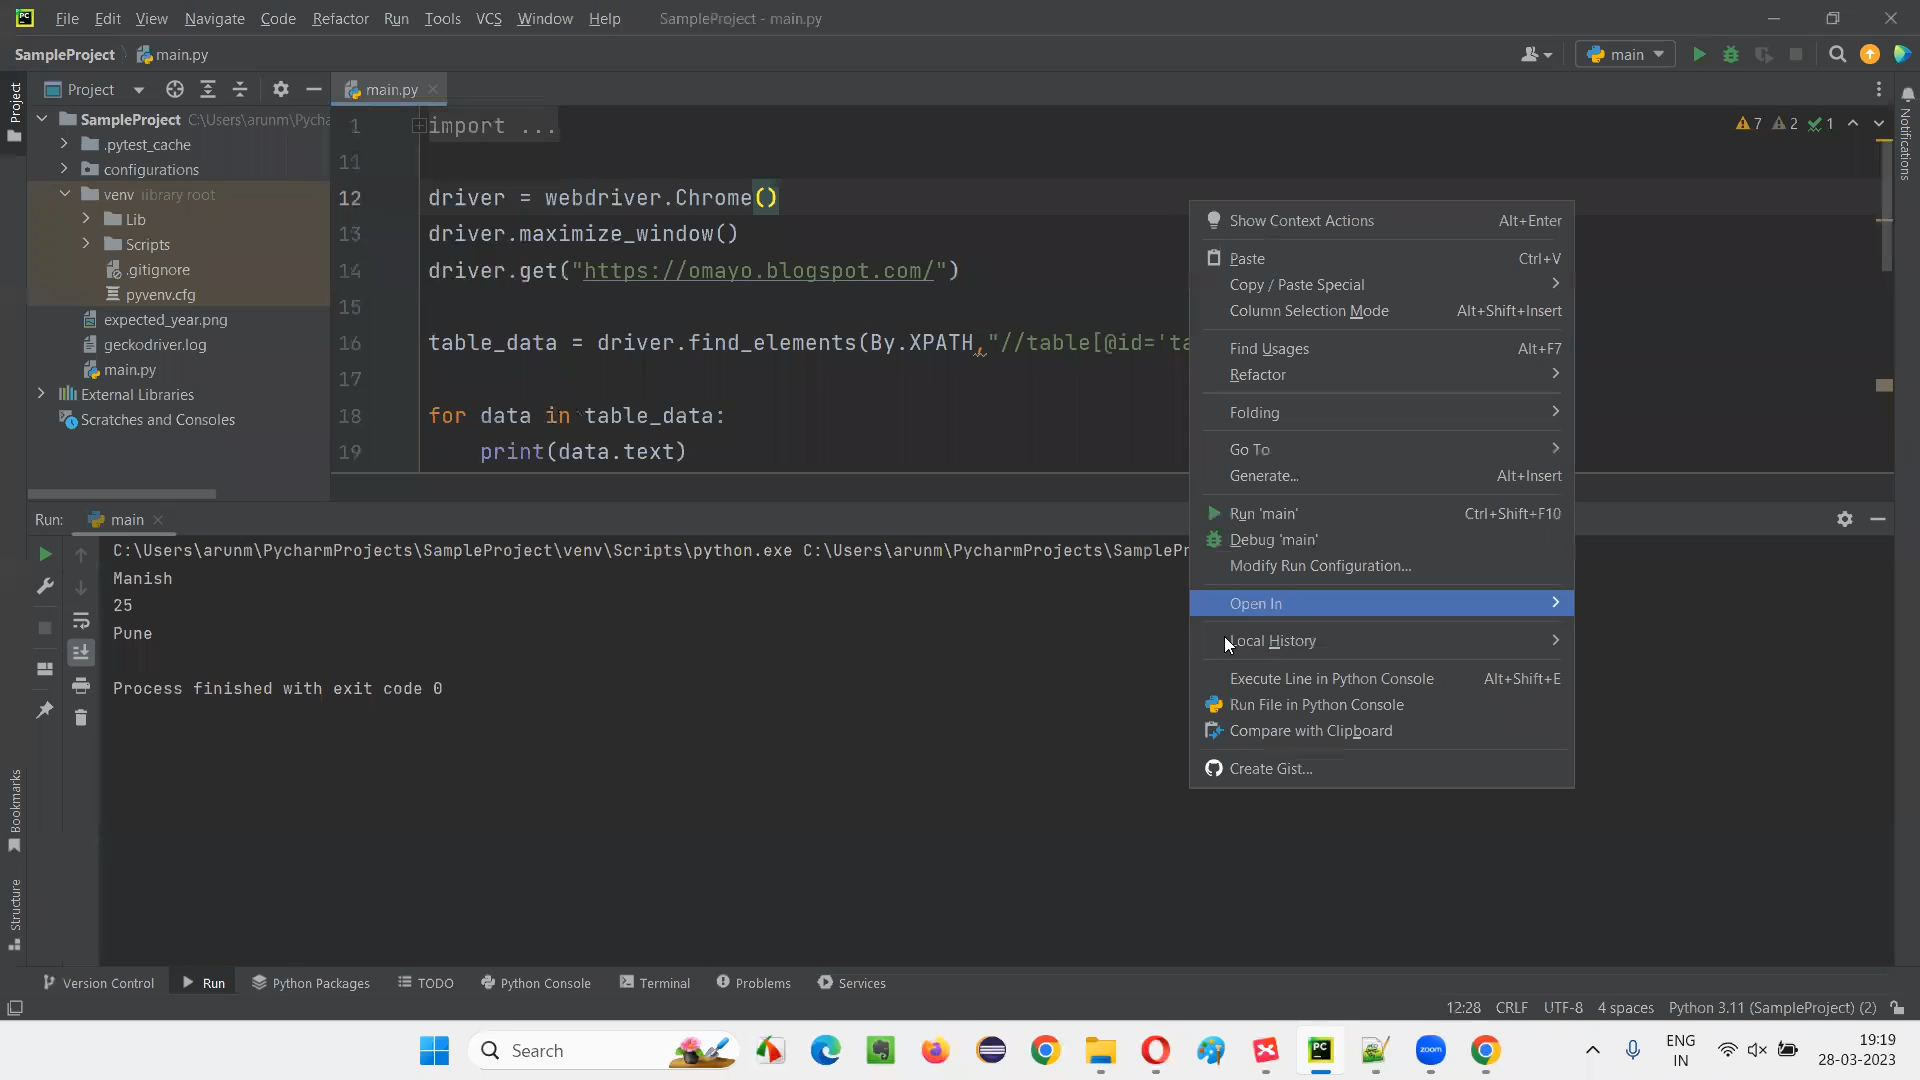 PC File Edit View Navigate Code Refactor Run Tools VCS Window Help SampleProject - main.py
SampleProject main.py main
Project main.py
SampleProject C:\Users\arunm\Pycha
.pytest_cache
configurations
venv library root
Lib
Scripts
.gitignore
pyvenv.cfg
expected_year.png
geckodriver.log
main.py
External Libraries
Scratches and Consoles
Project
Bookmarks
Structure
Notifications
7 2 1
1 import ...
11
12 driver = webdriver.Chrome()
13 driver.maximize_window()
14 driver.get("https://omayo.blogspot.com/")
15
16 table_data = driver.find_elements(By.XPATH,"//table[@id='ta
17
18 for data in table_data:
19 print(data.text)
Show Context Actions Alt+Enter
Paste Ctrl+V
Copy / Paste Special
Column Selection Mode Alt+Shift+Insert
Find Usages Alt+F7
Refactor
Folding
Go To
Generate... Alt+Insert
Run 'main' Ctrl+Shift+F10
Debug 'main'
Modify Run Configuration...
Open In
Local History
Execute Line in Python Console Alt+Shift+E
Run File in Python Console
Compare with Clipboard
Create Gist...
Run: main
C:\Users\arunm\PycharmProjects\SampleProject\venv\Scripts\python.exe C:\Users\arunm\PycharmProjects\SamplePr
Manish
25
Pune
Process finished with exit code 0
Version Control Run Python Packages TODO Python Console Terminal Problems Services
12:28 CRLF UTF-8 4 spaces Python 3.11 (SampleProject) (2)
Search PC zoom ENG 19:19
IN 28-03-2023